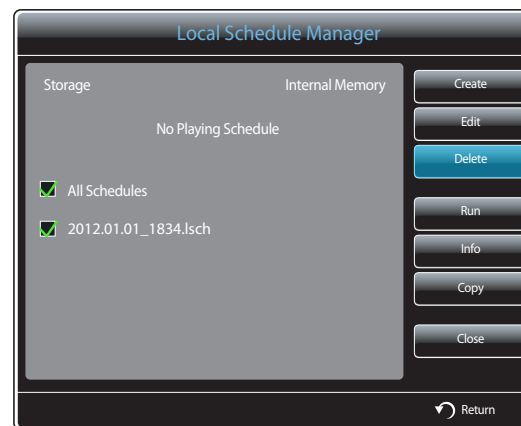 Local Schedule Manager
Storage Internal Memory
No Playing Schedule
All Schedules
2012.01.01_1834.lsch
Create
Edit
Delete
Run
Info
Copy
Close
Return